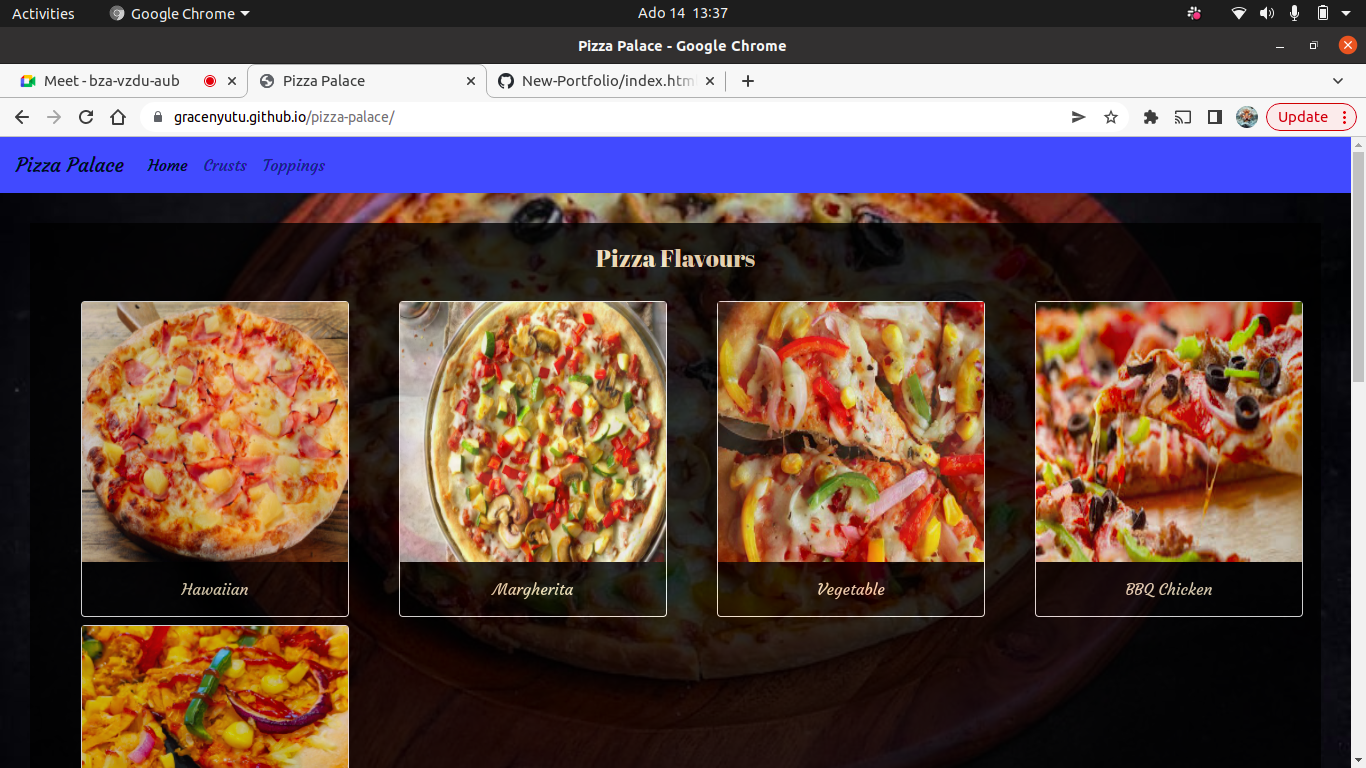 Activities
Google Chrome
Ado 14 13:37
Pizza Palace - Google Chrome
Meet - bza-vzdu-aub
Pizza Palace
New-Portfolio/index.htm
gracenyutu.github.io/pizza-palace/
Update
Pizza Palace
Home
Crusts
Toppings
Pizza Flavours
Hawaiian
Margherita
Vegetable
BBQ Chicken